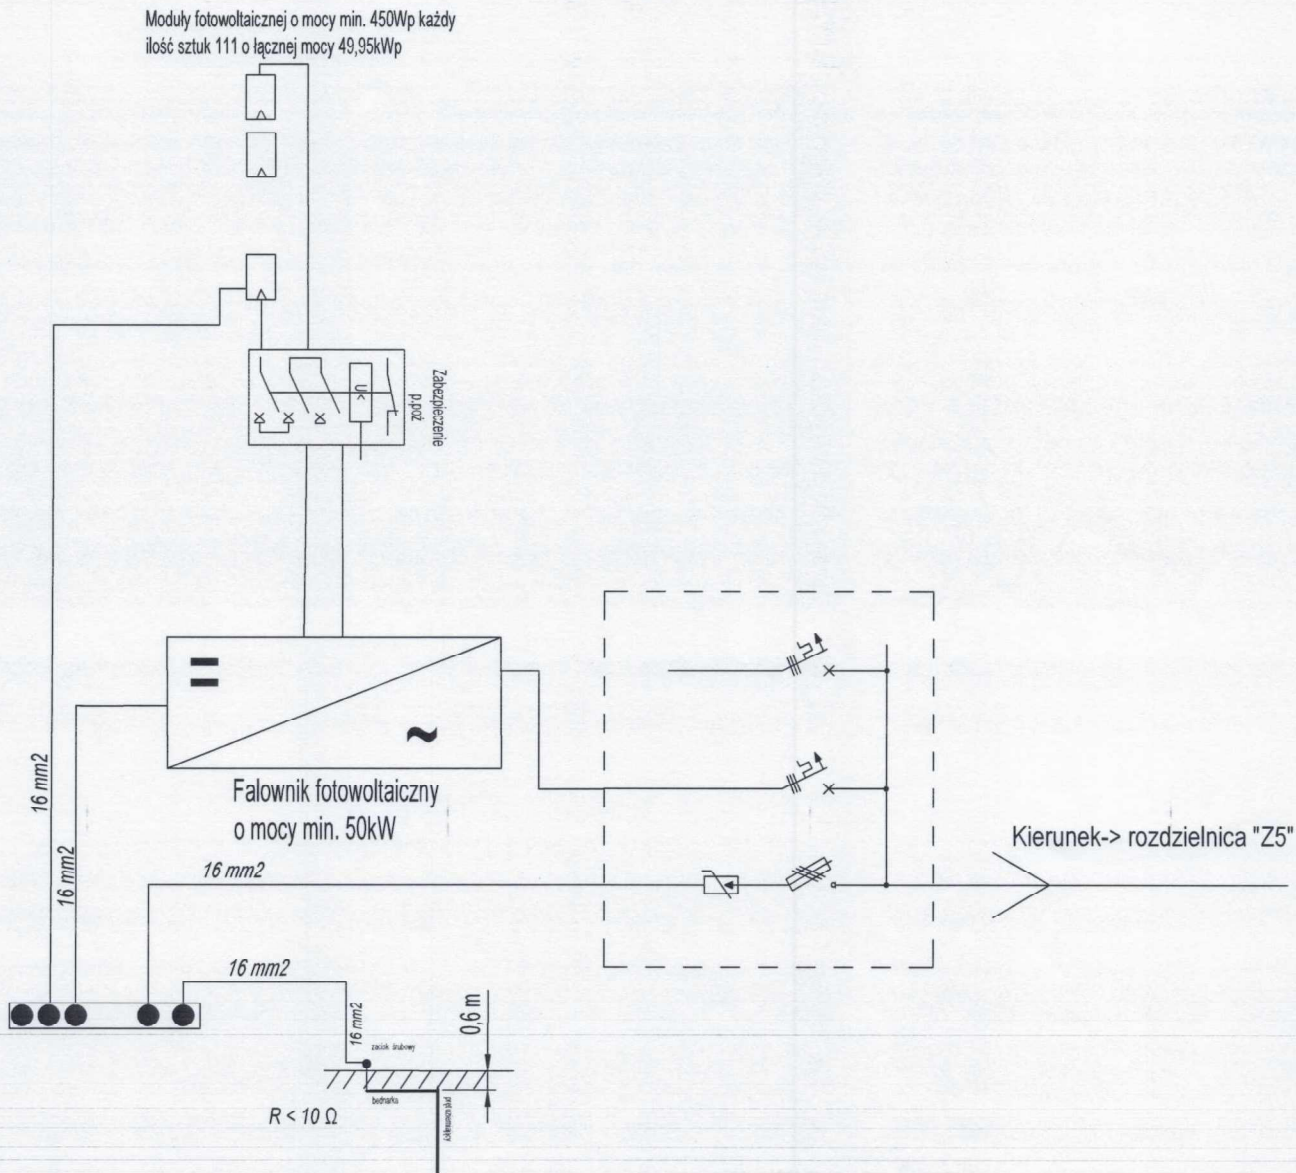 Moduły fotowoltaicznej o mocy min. 450Wp każdy
ilość sztuk 111 o łącznej mocy 49,95kWp
U<
Zabezpieczenie
p.poż
Falownik fotowoltaiczny
o mocy min. 50kW
16 mm2
16 mm2
16 mm2
Kierunek-> rozdzielnica "Z5"
16 mm2
16 mm2
zacisk śrubowy
0,6 m
bednarka
R < 10 Ω